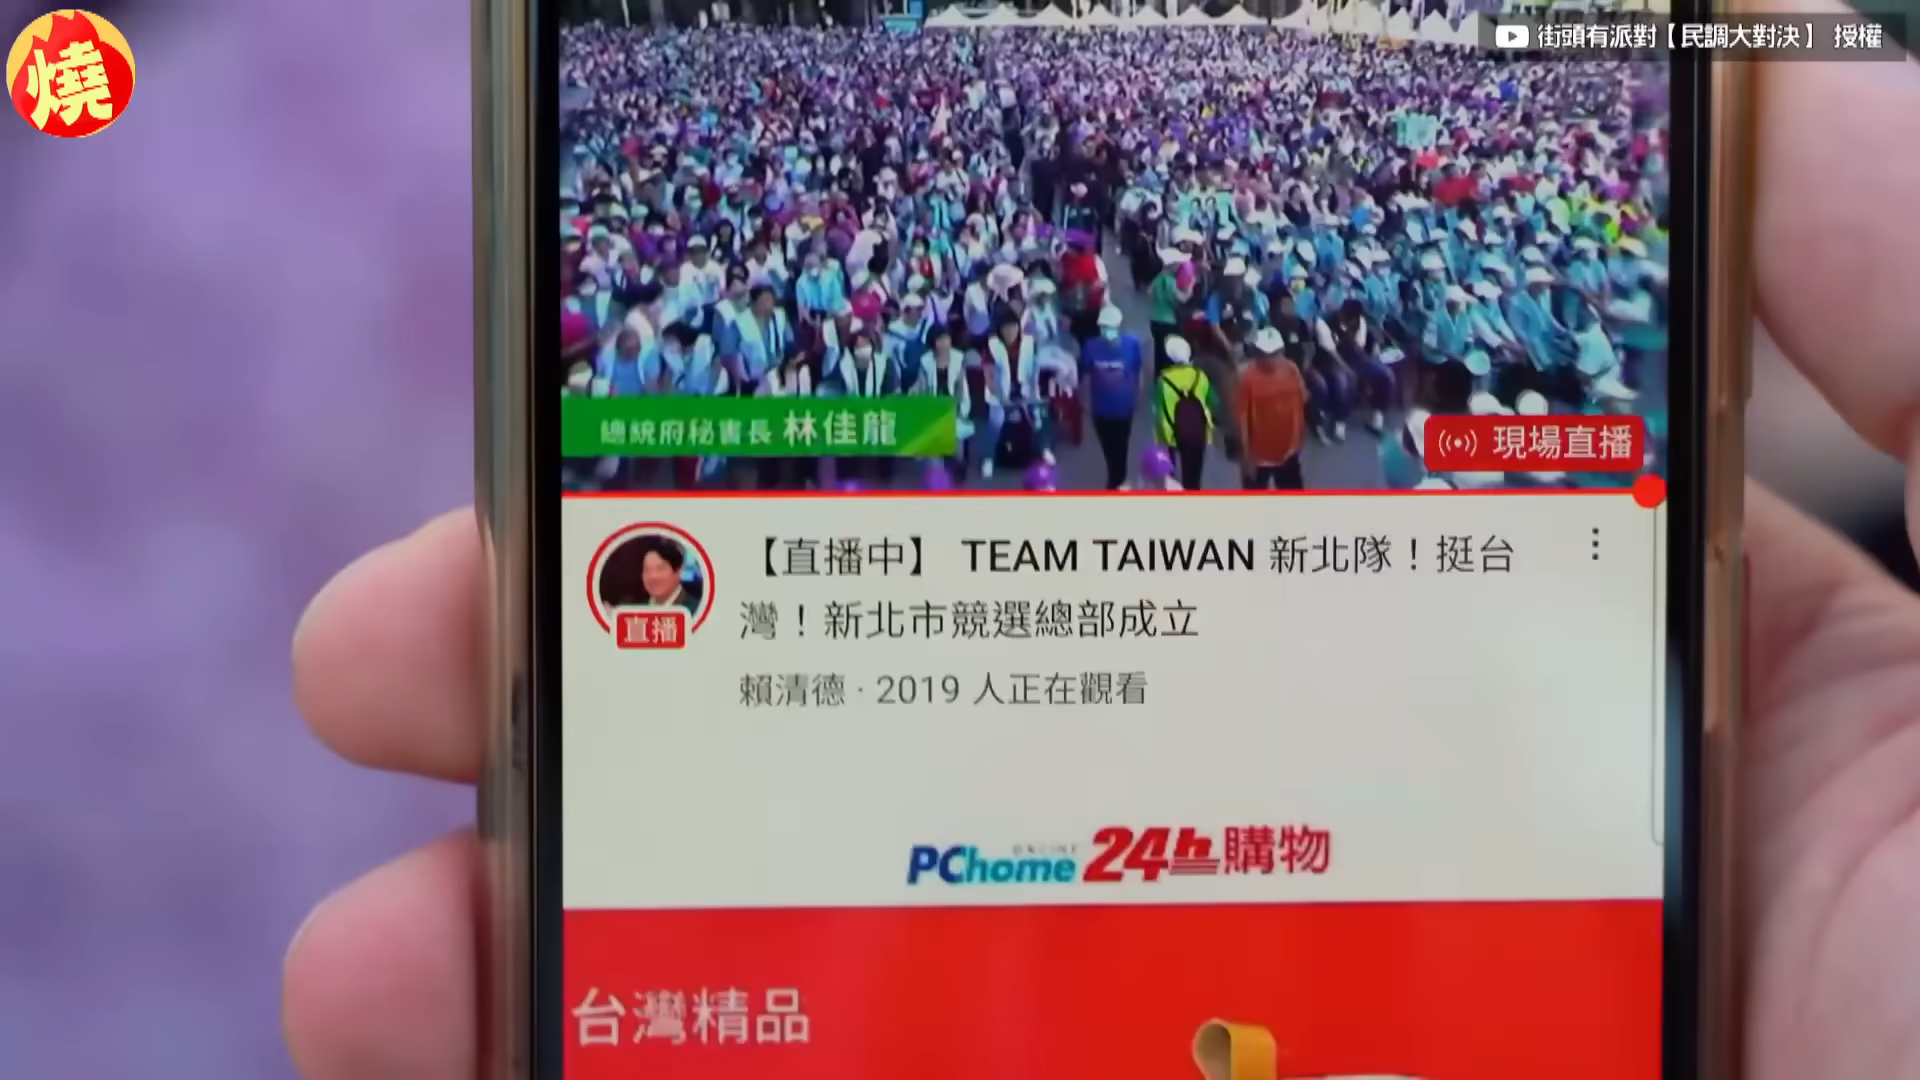 燒
街頭有派對【民調大對決】 授權
總統府秘書長 林佳龍
現場直播
【直播中】 TEAM TAIWAN 新北隊！挺台
灣！新北市競選總部成立
直播
賴清德 · 2019 人正在觀看
PChome ONLINE 24h購物
台灣精品